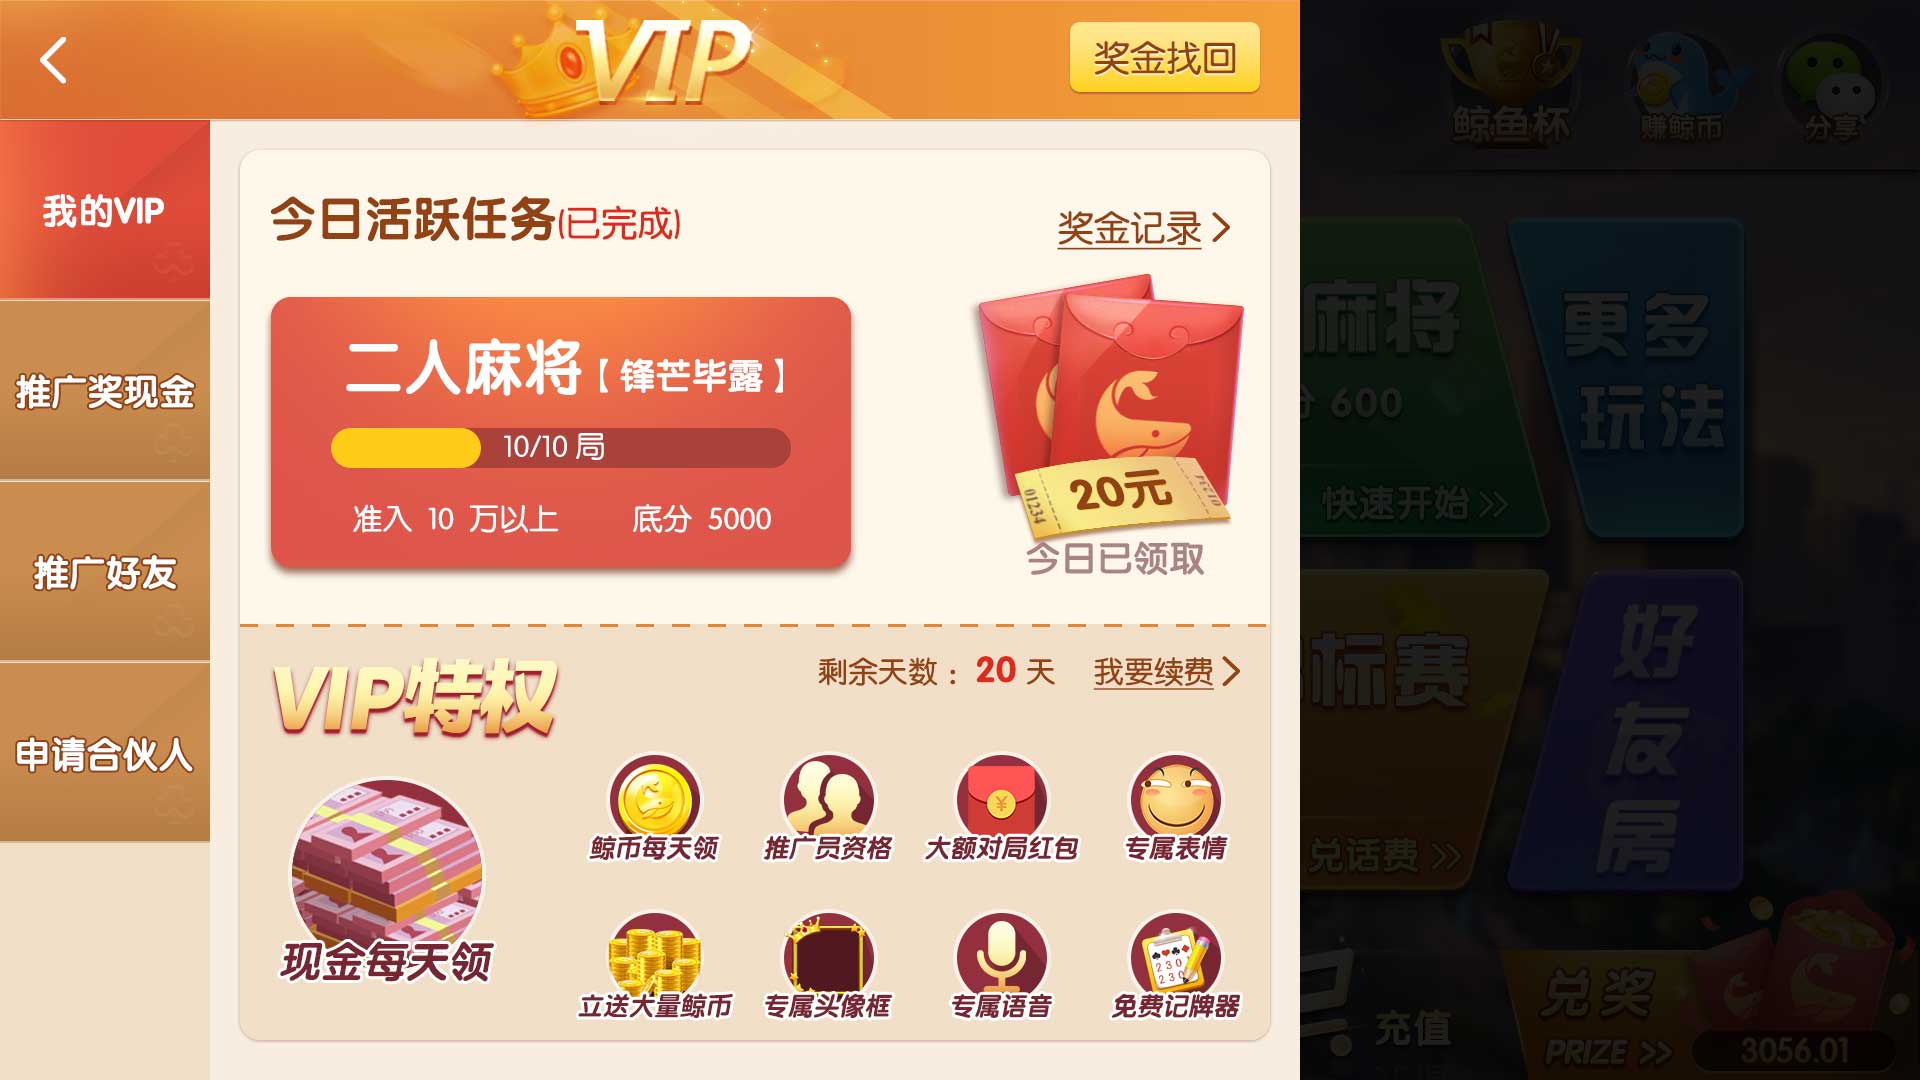 VIP
奖金找回
我的VIP
推广奖现金
推广好友
申请合伙人
今日活跃任务(已完成)
奖金记录
二人麻将【锋芒毕露】
10/10 局
准入 10 万以上 底分 5000
01234
20元
今日已领取
VIP特权
剩余天数：20 天
我要续费
现金每天领
鲸币每天领
推广员资格
¥
大额对局红包
专属表情
立送大量鲸币
专属头像框
专属语音
230
230
免费记牌器
鲸鱼杯
赚鲸币
分享
麻将
分 600
快速开始
更多
玩法
标赛
兑话费
好
友
房
充值
兑奖
PRIZE >>
3056.01